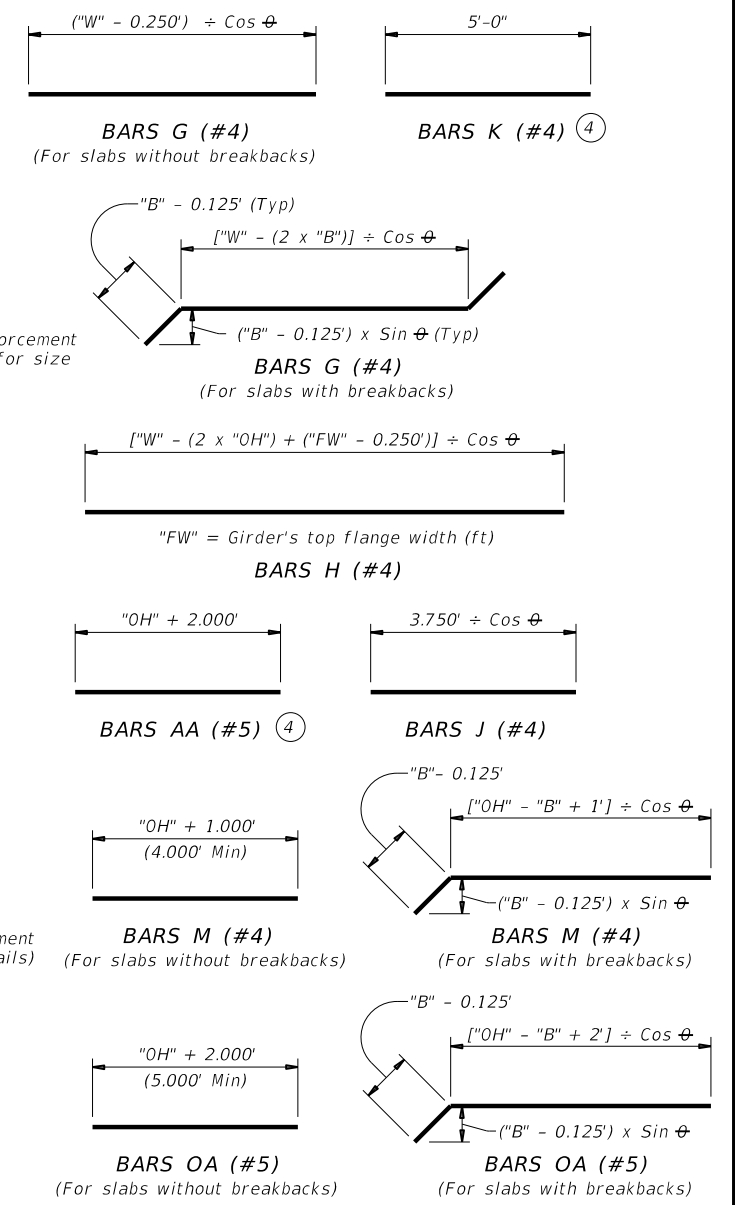 ("W" - 0.250') ÷ Cos θ
5'-0"
BARS G (#4)
(For slabs without breakbacks)
BARS K (#4) 4
"B" - 0.125' (Typ)
["W" - (2 x "B")] ÷ Cos θ
("B" - 0.125') x Sin θ (Typ)
orcement
for size
BARS G (#4)
(For slabs with breakbacks)
["W" - (2 x "OH") + ("FW" - 0.250')] ÷ Cos θ
"FW" = Girder's top flange width (ft)
BARS H (#4)
"OH" + 2.000'
3.750' ÷ Cos θ
BARS AA (#5) 4
BARS J (#4)
"OH" + 1.000'
(4.000' Min)
"B"- 0.125'
["OH" - "B" + 1'] ÷ Cos θ
("B" - 0.125') x Sin θ
ment
ails)
BARS M (#4)
(For slabs without breakbacks)
BARS M (#4)
(For slabs with breakbacks)
"OH" + 2.000'
(5.000' Min)
"B" - 0.125'
["OH" - "B" + 2'] ÷ Cos θ
("B" - 0.125') x Sin θ
BARS OA (#5)
(For slabs without breakbacks)
BARS OA (#5)
(For slabs with breakbacks)